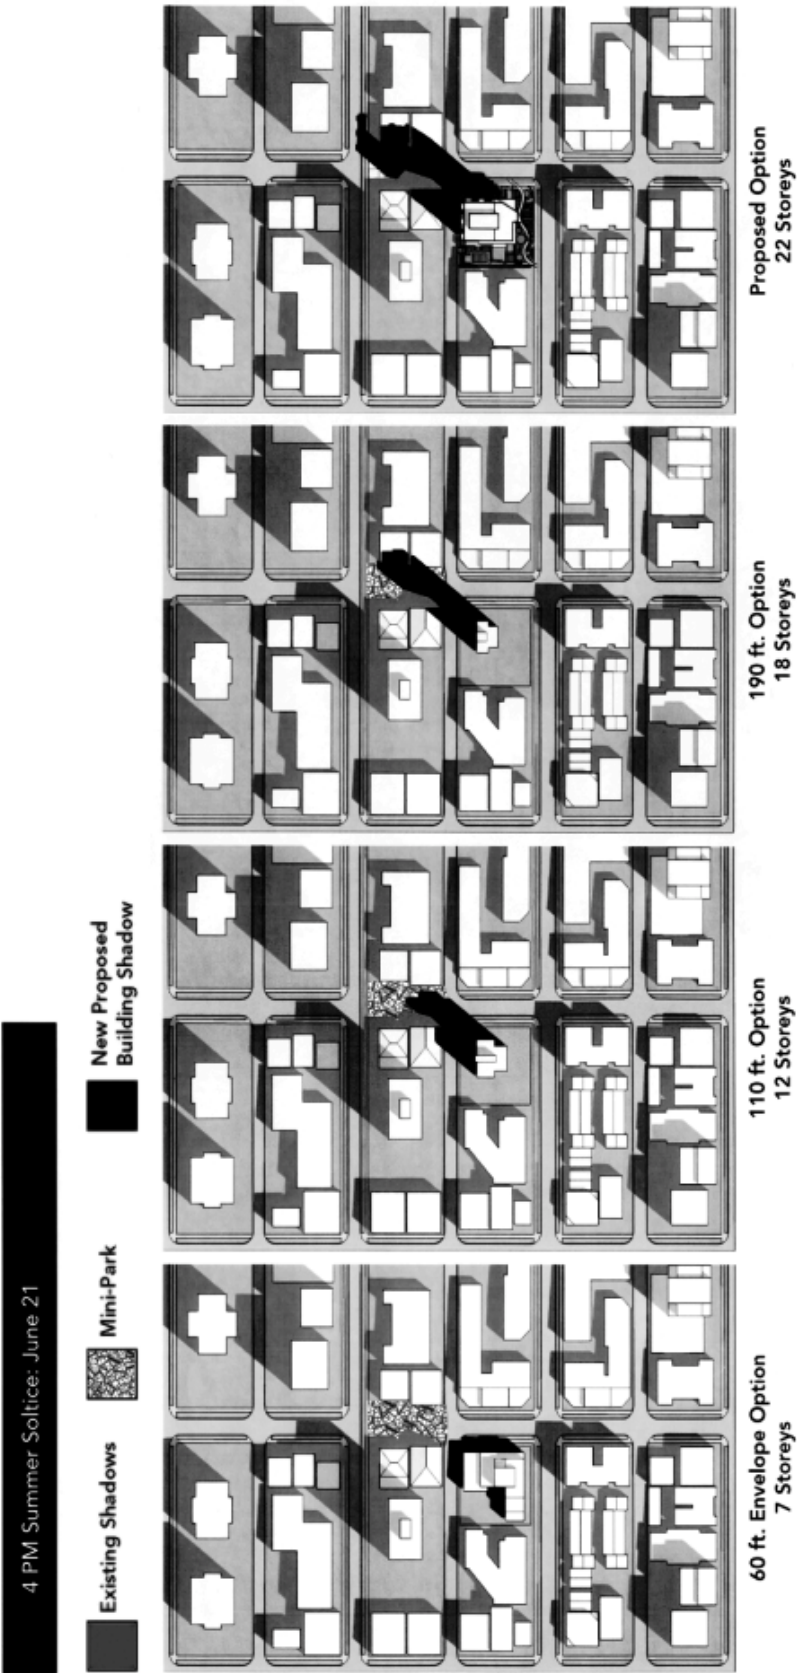 4 PM Summer Soltice: June 21
Existing Shadows
Mini-Park
New Proposed
Building Shadow
60 ft. Envelope Option
7 Storeys
110 ft. Option
12 Storeys
190 ft. Option
18 Storeys
Proposed Option
22 Storeys